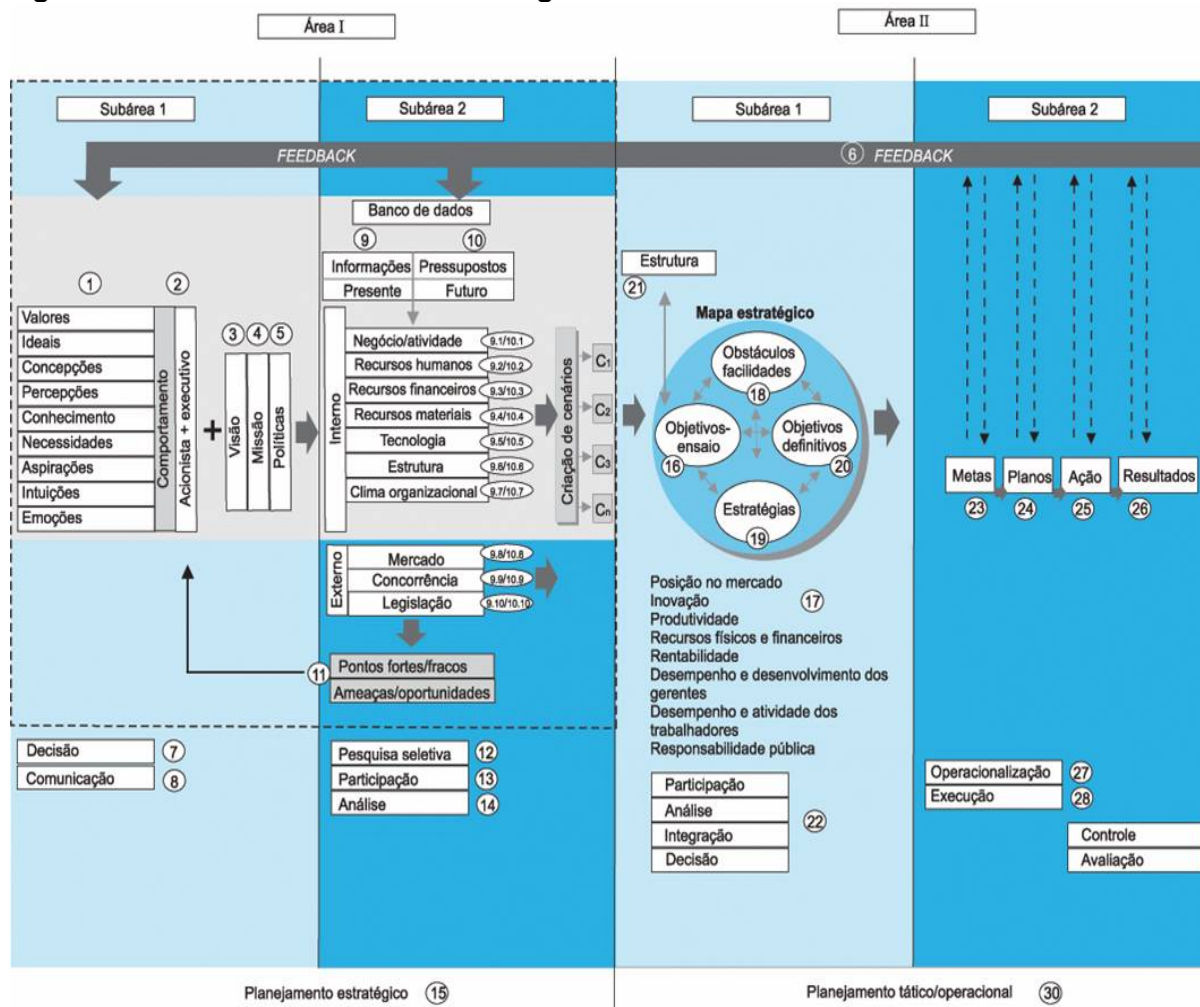 Área I
Área II
Subárea 1
Subárea 2
Subárea 1
Subárea 2
FEEDBACK
6 FEEDBACK
Banco de dados
9
10
Informações
Pressupostos
Presente
Futuro
1
2
Valores
Ideais
Concepções
Percepções
Conhecimento
Necessidades
Aspirações
Intuições
Emoções
Comportamento
Acionista + executivo
+
3
4
5
Visão
Missão
Políticas
Interno
Negócio/atividade 9.1/10.1
Recursos humanos 9.2/10.2
Recursos financeiros 9.3/10.3
Recursos materiais 9.4/10.4
Tecnologia 9.5/10.5
Estrutura 9.6/10.6
Clima organizacional 9.7/10.7
Criação de cenários
C1
C2
C3
Cn
Externo
Mercado 9.8/10.8
Concorrência 9.9/10.9
Legislação 9.10/10.10
11
Pontos fortes/fracos
Ameaças/oportunidades
Decisão 7
Comunicação 8
Pesquisa seletiva 12
Participação 13
Análise 14
Estrutura
21
Mapa estratégico
Obstáculos
facilidades
18
Objetivos-
ensaio
16
Objetivos
definitivos
20
Estratégias
19
Posição no mercado
Inovação 17
Produtividade
Recursos físicos e financeiros
Rentabilidade
Desempenho e desenvolvimento dos
gerentes
Desempenho e atividade dos
trabalhadores
Responsabilidade pública
Participação
Análise
Integração
Decisão
22
Metas
Planos
Ação
Resultados
23
24
25
26
Operacionalização 27
Execução 28
Controle
Avaliação
Planejamento estratégico 15
Planejamento tático/operacional 30